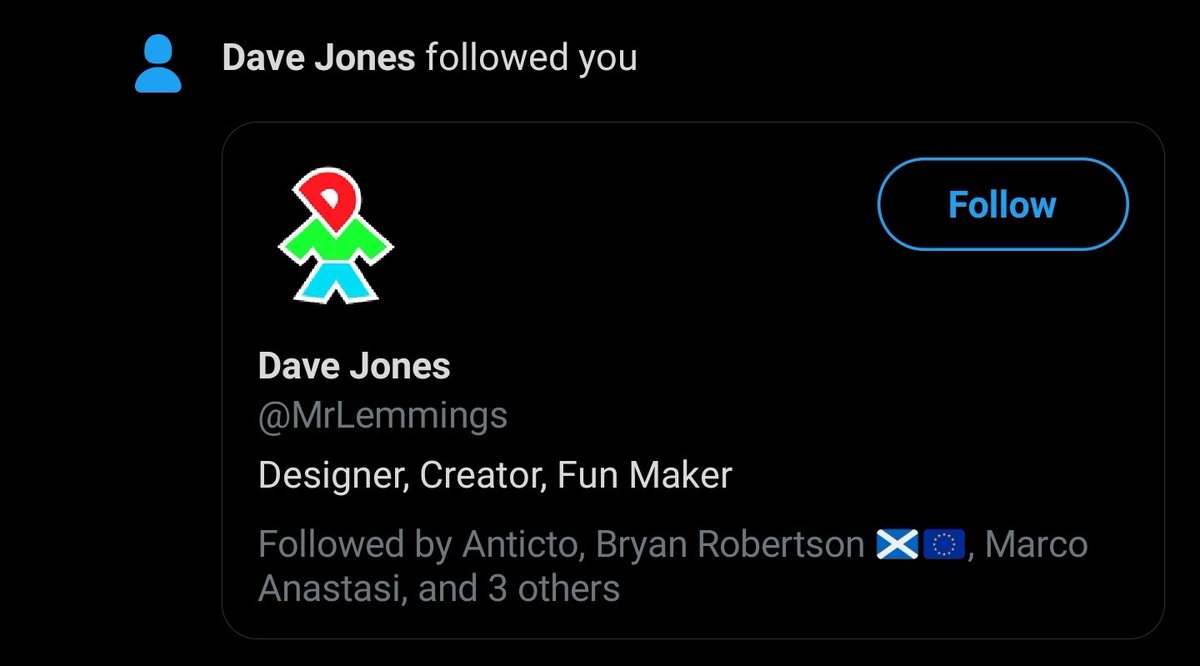 Dave Jones followed you
Follow
Dave Jones
@MrLemmings
Designer, Creator, Fun Maker
Followed by Anticto, Bryan Robertson 🏴󠁧󠁢󠁳󠁣󠁴󠁿🇪🇺, Marco
Anastasi, and 3 others